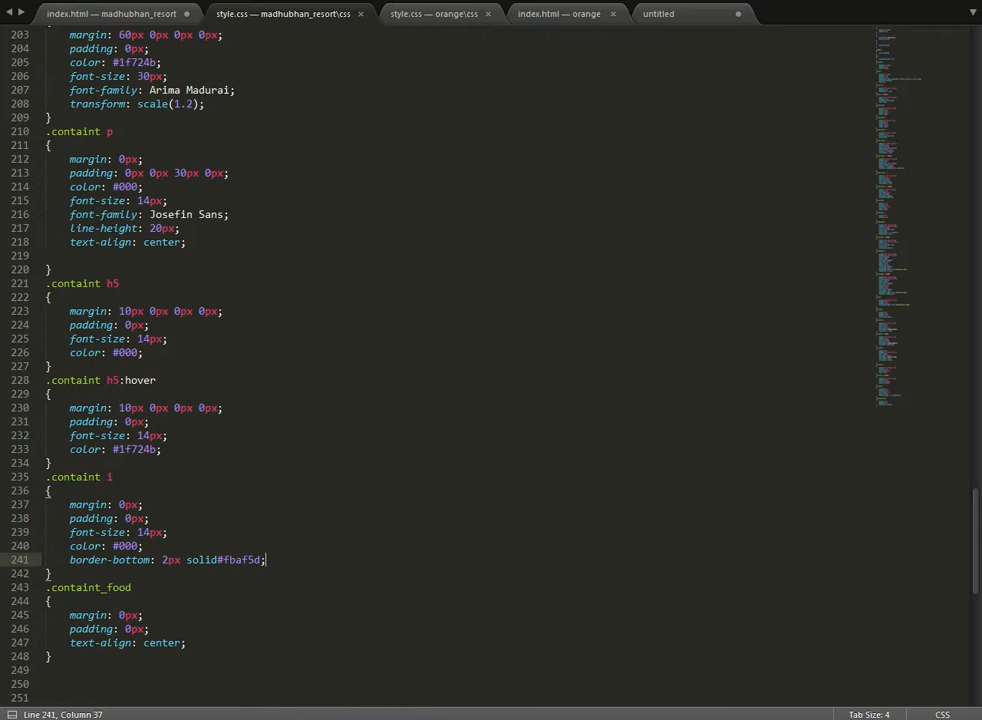 index.html — madhubhan_resort
style.css — madhubhan_resort\css ×
style.css — orange\css ×
index.html — orange ×
untitled
203 margin: 60px 0px 0px 0px;
204 padding: 0px;
205 color: #1f724b;
206 font-size: 30px;
207 font-family: Arima Madurai;
208 transform: scale(1.2);
209 }
210 .containt p
211 {
212 margin: 0px;
213 padding: 0px 0px 30px 0px;
214 color: #000;
215 font-size: 14px;
216 font-family: Josefin Sans;
217 line-height: 20px;
218 text-align: center;
219
220 }
221 .containt h5
222 {
223 margin: 10px 0px 0px 0px;
224 padding: 0px;
225 font-size: 14px;
226 color: #000;
227 }
228 .containt h5:hover
229 {
230 margin: 10px 0px 0px 0px;
231 padding: 0px;
232 font-size: 14px;
233 color: #1f724b;
234 }
235 .containt i
236 {
237 margin: 0px;
238 padding: 0px;
239 font-size: 14px;
240 color: #000;
241 border-bottom: 2px solid#fbaf5d;
242 }
243 .containt_food
244 {
245 margin: 0px;
246 padding: 0px;
247 text-align: center;
248 }
249
250
251
Line 241, Column 37 Tab Size: 4 CSS